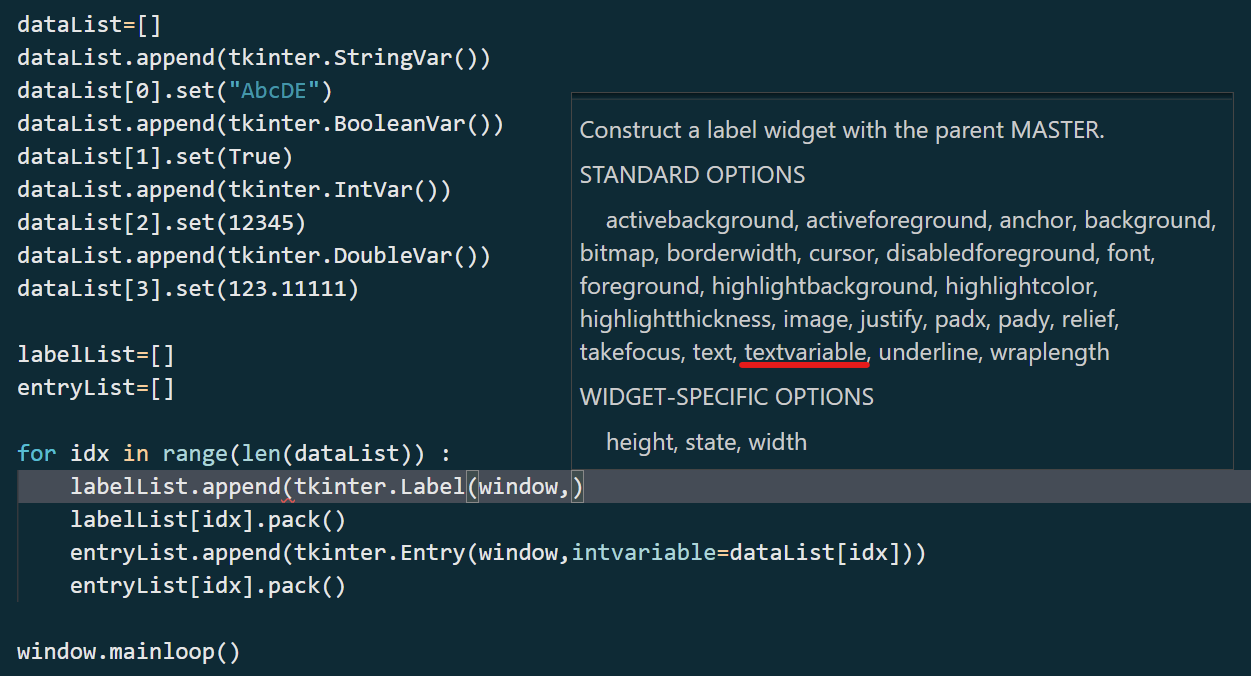 dataList=[]
dataList.append(tkinter.StringVar())
dataList[0].set("AbcDE")
dataList.append(tkinter.BooleanVar())
dataList[1].set(True)
dataList.append(tkinter.IntVar())
dataList[2].set(12345)
dataList.append(tkinter.DoubleVar())
dataList[3].set(123.11111)
labelList=[]
entryList=[]
for idx in range(len(dataList)) :
labelList.append(tkinter.Label(window,)
labelList[idx].pack()
entryList.append(tkinter.Entry(window,intvariable=dataList[idx]))
entryList[idx].pack()
window.mainloop()
Construct a label widget with the parent MASTER.
STANDARD OPTIONS
activebackground, activeforeground, anchor, background,
bitmap, borderwidth, cursor, disabledforeground, font,
foreground, highlightbackground, highlightcolor,
highlightthickness, image, justify, padx, pady, relief,
takefocus, text, textvariable, underline, wraplength
WIDGET-SPECIFIC OPTIONS
height, state, width